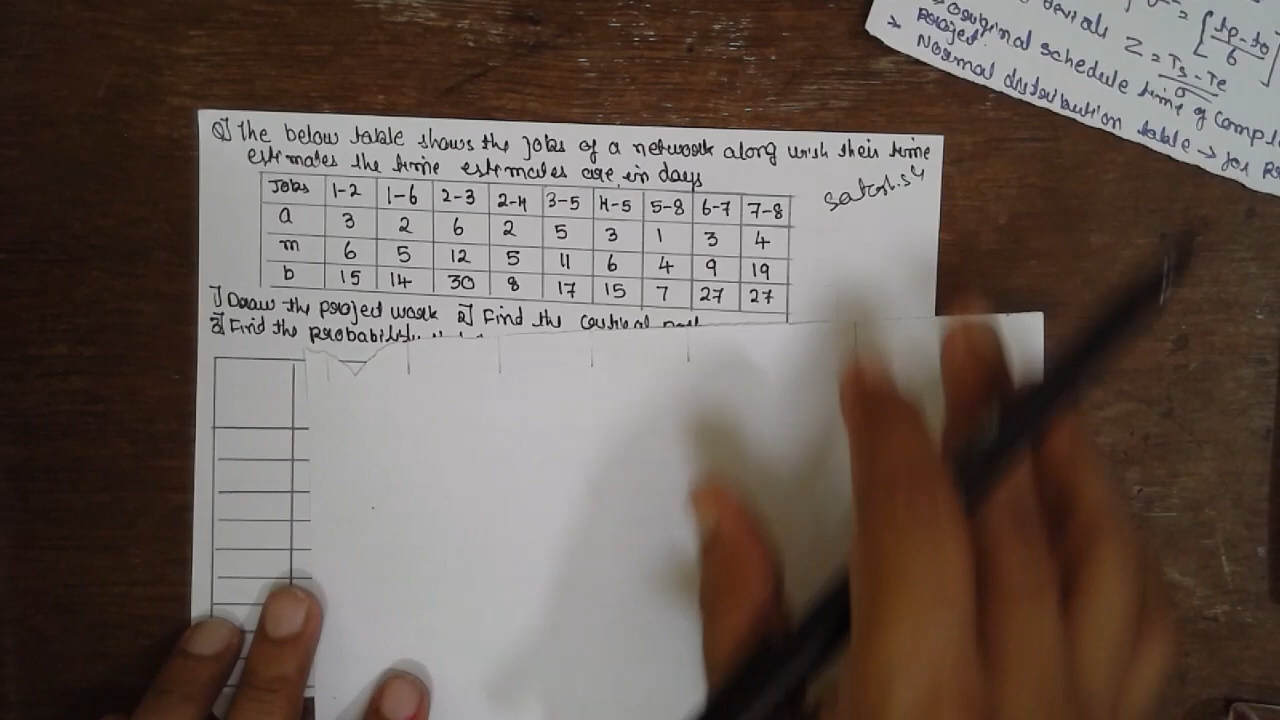 Q] The below table shows the jobs of a network along with their time
estimates the time estimates are in days
Jobs 1-2 1-6 2-3 2-4 3-5 4-5 5-8 6-7 7-8
a 3 2 6 2 5 3 1 3 4
m 6 5 12 5 11 6 4 9 19
b 15 14 30 8 17 15 7 27 27
1] Draw the project work 2] Find the
3] Find the
Z = Ts - Te
σ
schedule time of
project.
Normal distribution table → for